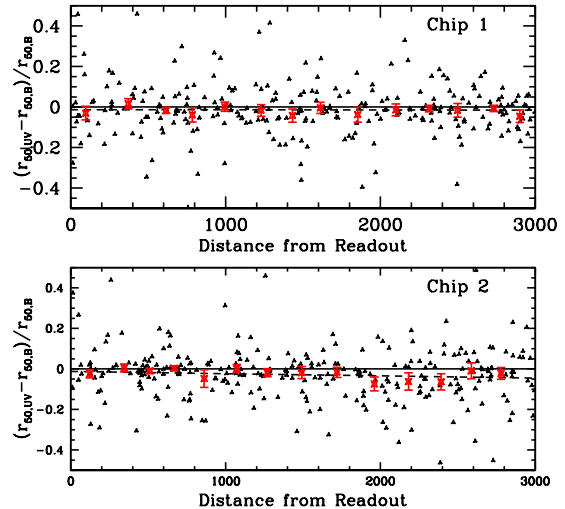 Chip 1
(r50,UV−r50,B)/r50,B
0.4
0.2
0
- 0.2
- 0.4
0 1000 2000 3000
Distance from Readout
Chip 2
(r50,UV−r50,B)/r50,B
0.4
0.2
0
-0.2
-0.4
0 1000 2000 3000
Distance from Readout